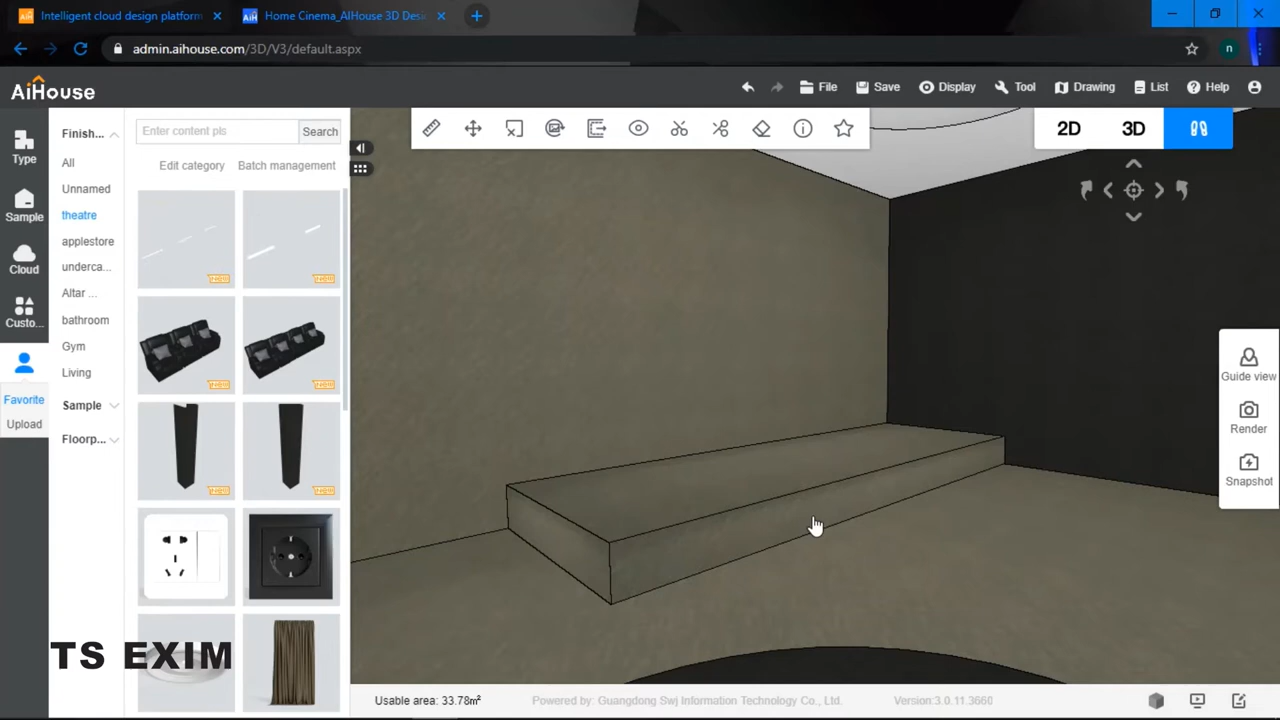 Intelligent cloud design platform
Home Cinema_AIHouse 3D Desi
admin.aihouse.com/3D/V3/default.aspx
n
AiHouse
File
Save
Display
Tool
Drawing
List
Help
Type
Sample
Cloud
Custo...
Favorite
Upload
Finish...
All
Unnamed
theatre
applestore
underca...
Altar ...
bathroom
Gym
Living
Sample
Floorp...
Enter content pls
Search
Edit category
Batch management
2D
3D
Guide view
Render
Snapshot
TS EXIM
Usable area: 33.78m²
Powered by: Guangdong Swj Information Technology Co., Ltd.
Version:3.0.11.3660